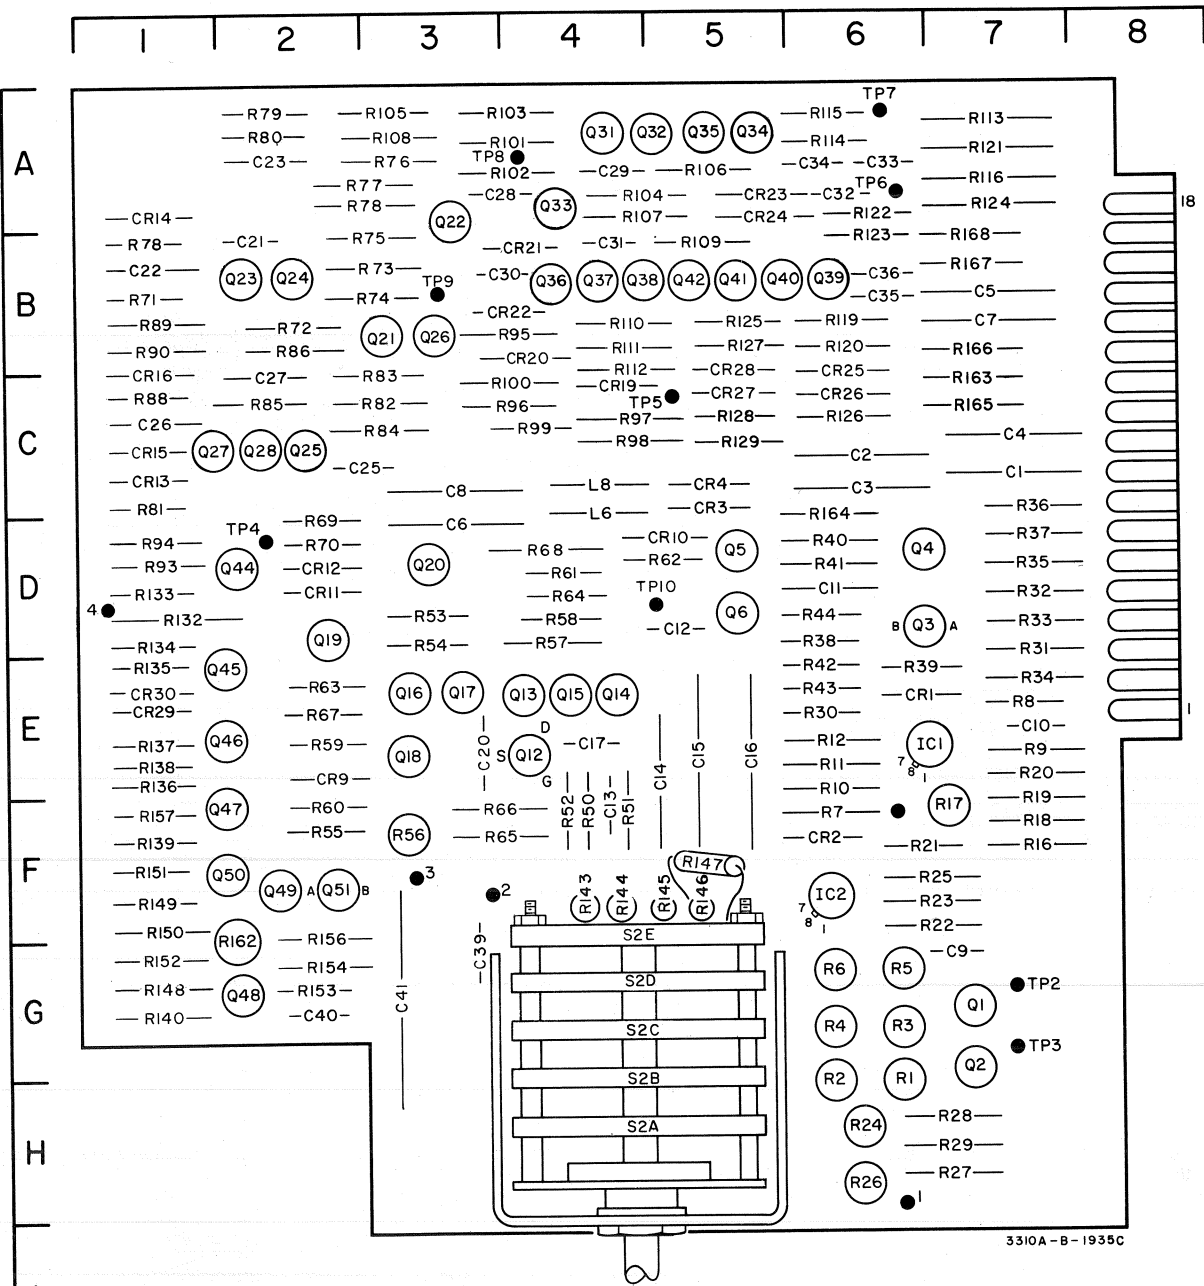 1 2 3 4 5 6 7 8
A
R79 R105 R103 Q31 Q32 Q35 Q34 R115 TP7 R113
R80 R108 R101 R114 R121
C23 R76 TP8 R102 C29 R106 C34 C33 R116
R77 C28 R104 CR23 C32 TP6 R124
R78 Q22 Q33 R107 CR24 R122 18
CR14 R123 R168
B
R78 C21 R75 CR21 C31 R109 R167
C22 Q23 Q24 R73 C30 Q36 Q37 Q38 Q42 Q41 Q40 Q39 C36 C5
R71 R74 TP9 CR22 C35 C7
R89 R72 Q21 Q26 R95 R110 R125 R119
R90 R86 CR20 R111 R127 R120 R166
CR16 C27 R83 R100 R112 CR28 CR25 R163
C
R88 R85 R82 R96 CR19 TP5 CR27 CR26 R165
C26 R84 R99 R97 R128 R126
CR15 Q27 Q28 Q25 C25 R98 R129 C2 C4
CR13 C8 L8 CR4 C3 C1
R81 R69 C6 L6 CR3 R164 R36
D
R94 TP4 R70 Q20 R68 CR10 Q5 R40 Q4 R37
R93 Q44 CR12 R61 R62 R41 R35
R133 CR11 R64 TP10 C11 R32
4 R132 R53 R58 Q6 R44 B Q3 A R33
R134 Q19 R54 R57 C12 R38 R31
R135 Q45 R42 R39 R34
E
CR30 R63 Q16 Q17 Q13 Q15 Q14 R43 CR1 R8
CR29 R67 D R30 C10 1
R137 Q46 R59 Q18 C20 S Q12 C17 C15 C16 R12 IC1 R9
R138 CR9 G C14 R11 7 8 1 R20
R136 R60 R66 R52 R50 C13 R51 R10 R17 R19
R157 Q47 R55 R56 R65 R7 R18
R139 CR2 R21 R16
F
R151 Q50 3 R147 R25
R149 Q49 A Q51 B 2 R143 R144 R145 R146 IC2 R23
7 8 1
R150 R162 R156 C39 S2E R22
R152 R154 S2D R6 R5 C9
G
R148 Q48 R153 C41 TP2
R140 C40 S2C R4 R3 Q1
TP3
S2B R2 R1 Q2
H
S2A R24 R28
R29
R26 R27
1
3310A-B-1935C